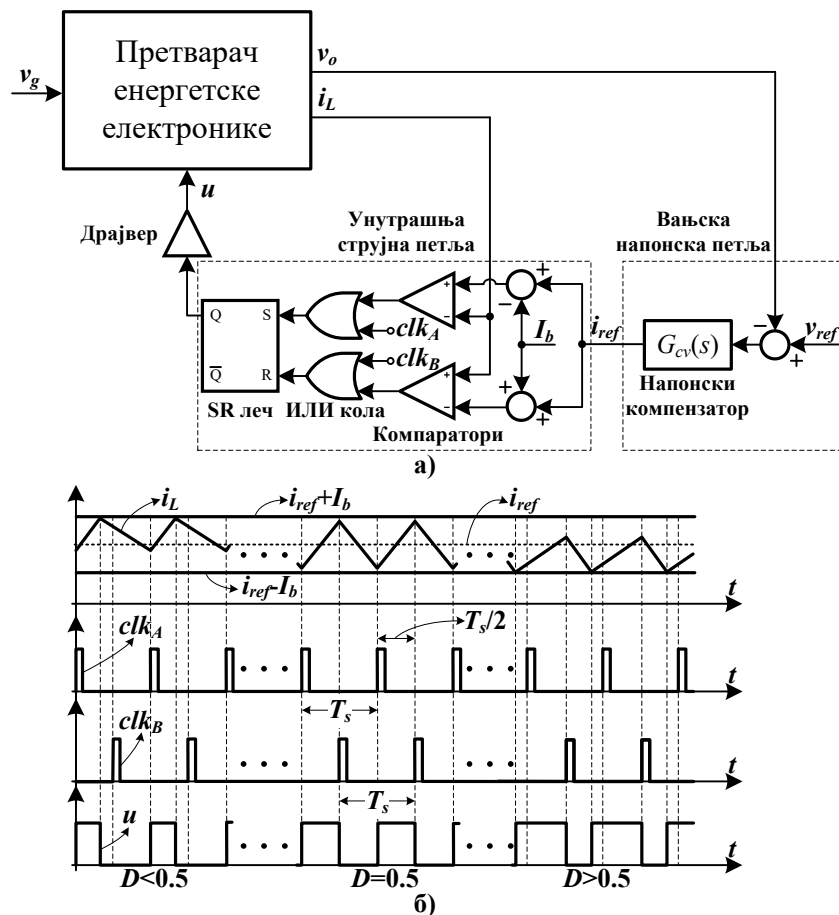 Претварач
енергетске
електронике
v_g
v_o
i_L
u
Драјвер
Унутрашња
струјна петља
Вањска
напонска петља
Q
S
Q̅
R
clk_A
clk_B
+
−
+
−
+
−
+
+
I_b
i_ref
G_cv(s)
−
+
v_ref
SR леч
ИЛИ кола
Компаратори
Напонски
компензатор
а)
i_L
i_ref+I_b
i_ref
i_ref-I_b
t
clk_A
T_s/2
T_s
t
clk_B
T_s
t
u
t
D<0.5
D=0.5
D>0.5
б)